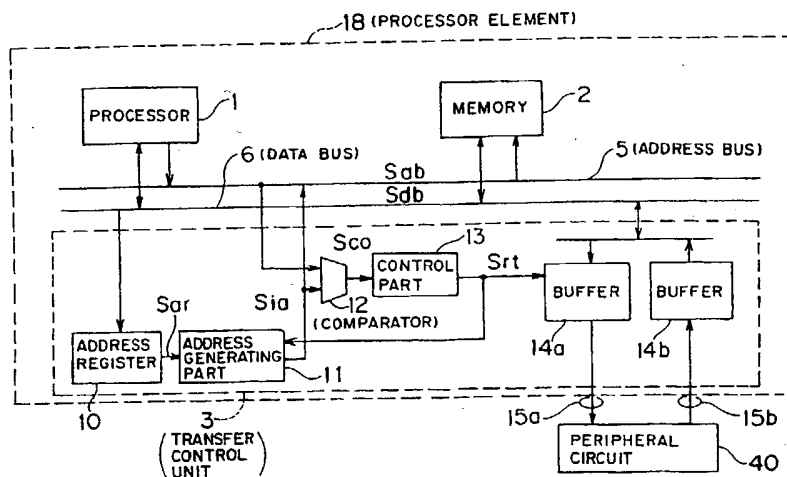 18 (PROCESSOR ELEMENT)
PROCESSOR
1
MEMORY
2
6 (DATA BUS)
5 (ADDRESS BUS)
Sab
Sdb
Sco
13
CONTROL
PART
Srt
Sia
12
(COMPARATOR)
BUFFER
14a
BUFFER
14b
Sar
ADDRESS
REGISTER
10
ADDRESS
GENERATING
PART
11
3
(TRANSFER
CONTROL
UNIT)
15a
15b
PERIPHERAL
CIRCUIT
40